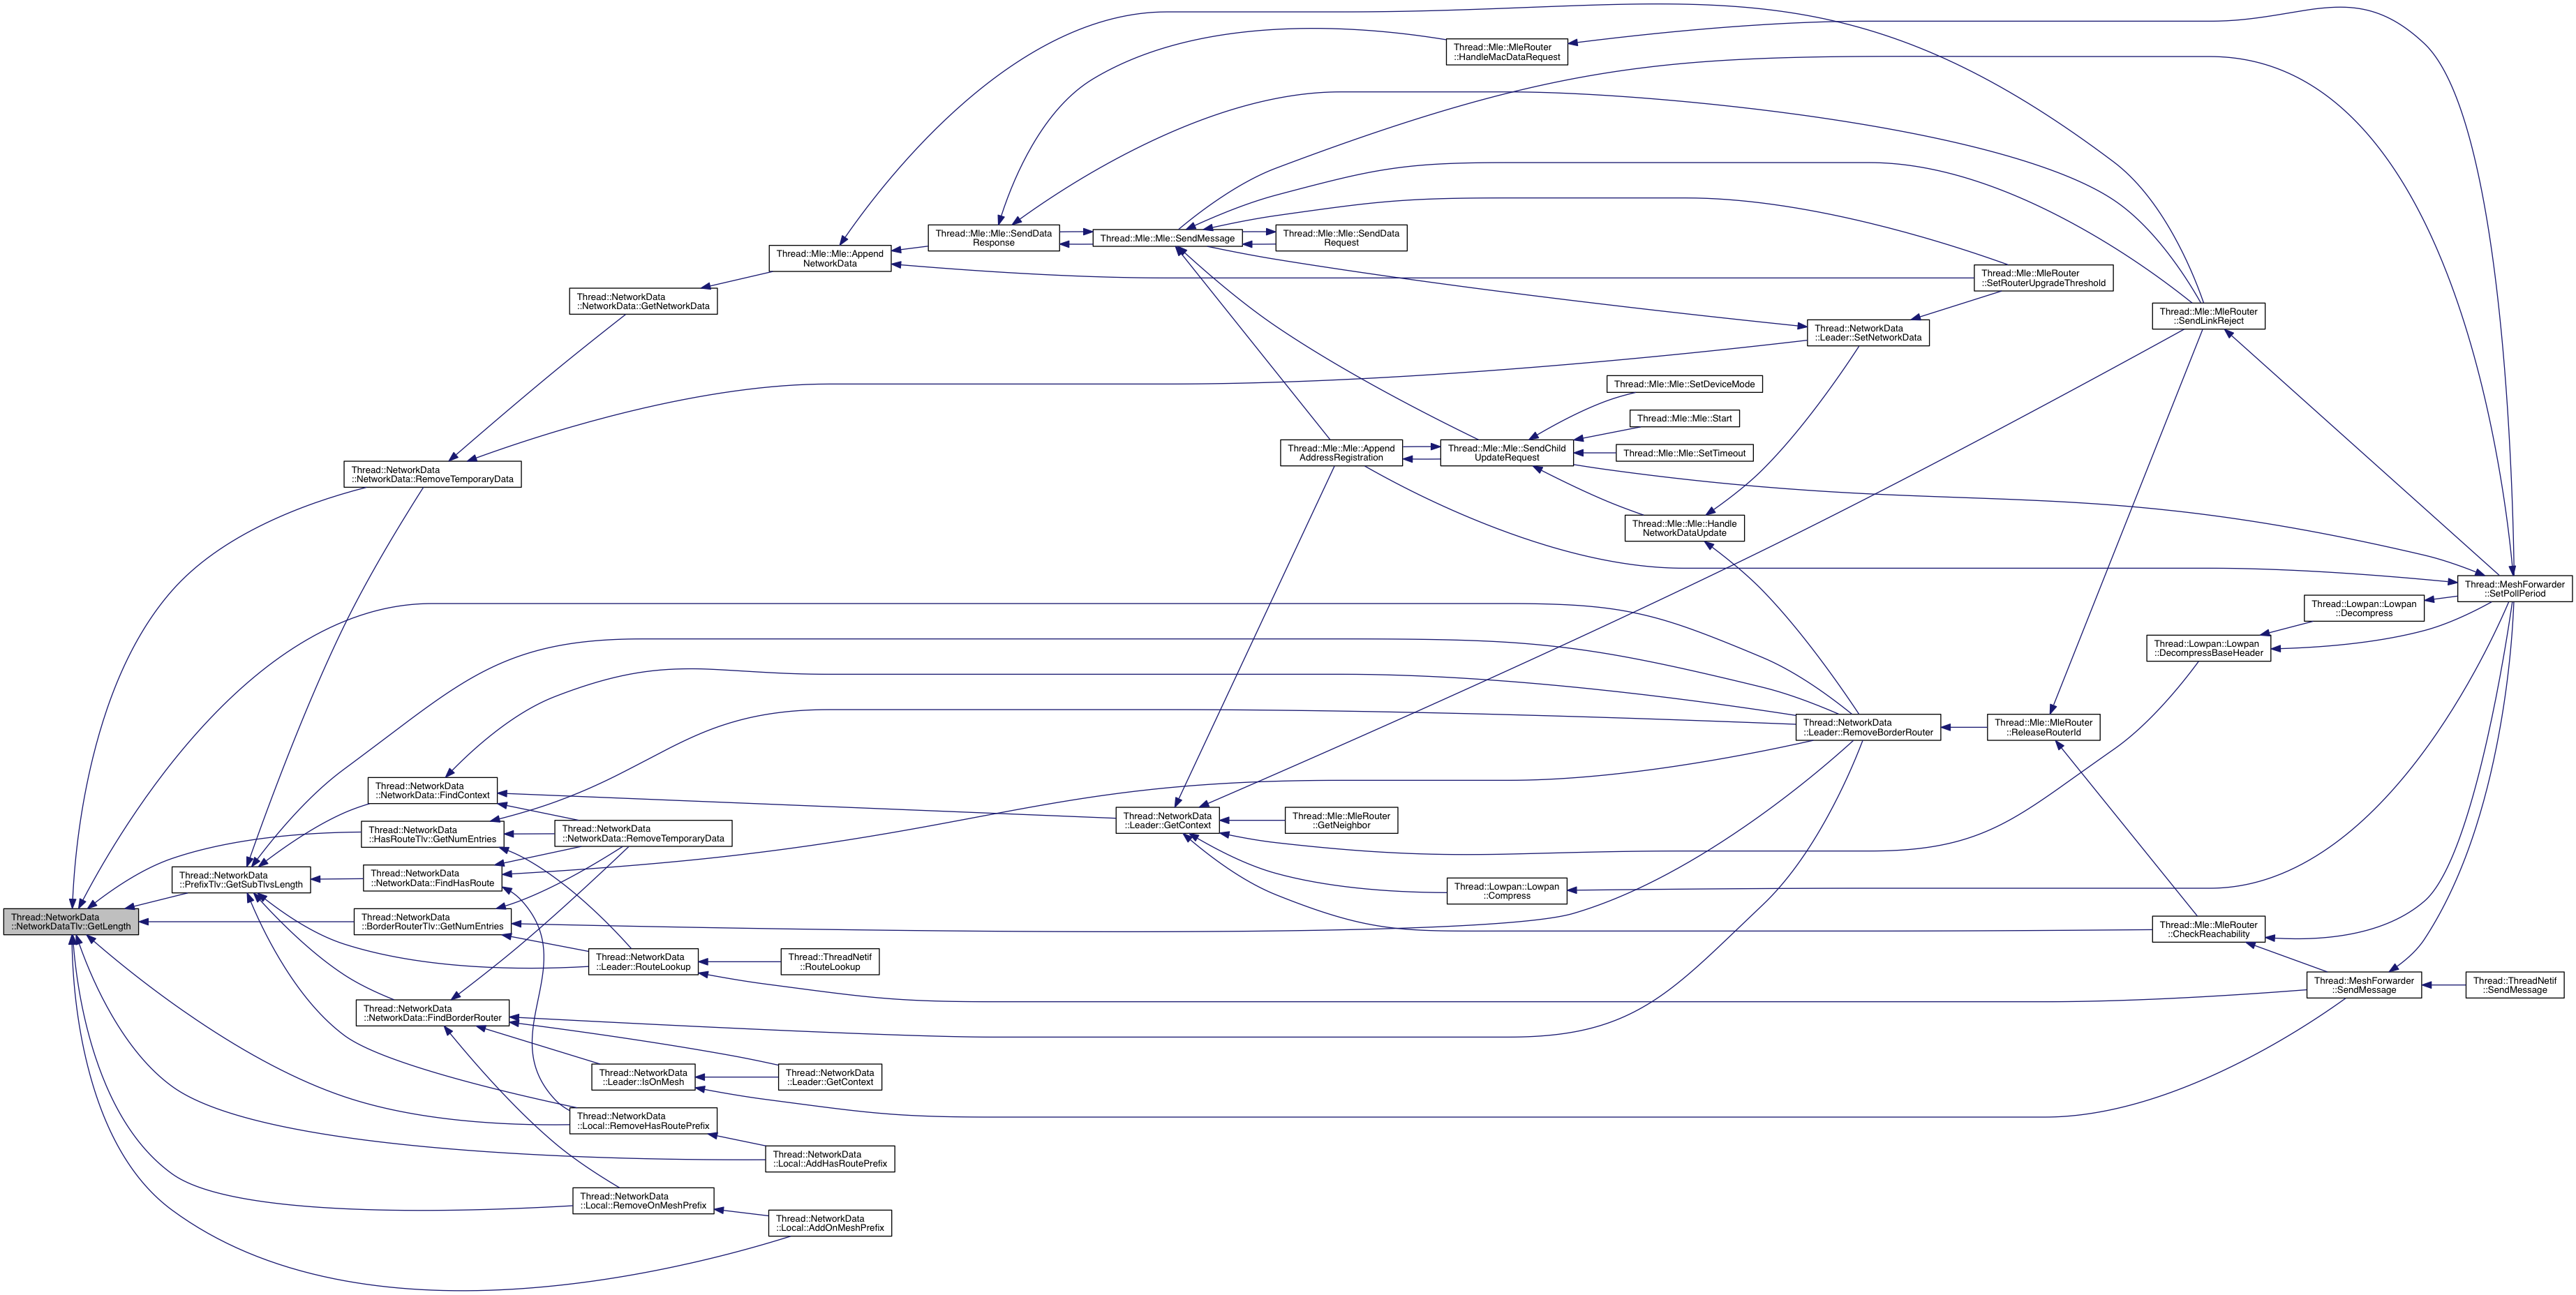 Thread::Mle::MleRouter
::HandleMacDataRequest
Thread::Mle::Mle::SendData
Response
Thread::Mle::Mle::SendMessage
Thread::Mle::Mle::SendData
Request
Thread::Mle::Mle::Append
NetworkData
Thread::Mle::MleRouter
::SetRouterUpgradeThreshold
Thread::NetworkData
::NetworkData::GetNetworkData
Thread::Mle::MleRouter
::SendLinkReject
Thread::NetworkData
::Leader::SetNetworkData
Thread::Mle::Mle::SetDeviceMode
Thread::Mle::Mle::Start
Thread::Mle::Mle::Append
AddressRegistration
Thread::Mle::Mle::SendChild
UpdateRequest
Thread::Mle::Mle::SetTimeout
Thread::NetworkData
::NetworkData::RemoveTemporaryData
Thread::Mle::Mle::Handle
NetworkDataUpdate
Thread::MeshForwarder
::SetPollPeriod
Thread::Lowpan::Lowpan
::Decompress
Thread::Lowpan::Lowpan
::DecompressBaseHeader
Thread::NetworkData
::Leader::RemoveBorderRouter
Thread::Mle::MleRouter
::ReleaseRouterId
Thread::NetworkData
::NetworkData::FindContext
Thread::NetworkData
::Leader::GetContext
Thread::Mle::MleRouter
::GetNeighbor
Thread::NetworkData
::HasRouteTlv::GetNumEntries
Thread::NetworkData
::NetworkData::RemoveTemporaryData
Thread::NetworkData
::PrefixTlv::GetSubTlvsLength
Thread::NetworkData
::NetworkData::FindHasRoute
Thread::Lowpan::Lowpan
::Compress
Thread::NetworkData
::NetworkDataTlv::GetLength
Thread::NetworkData
::BorderRouterTlv::GetNumEntries
Thread::Mle::MleRouter
::CheckReachability
Thread::NetworkData
::Leader::RouteLookup
Thread::ThreadNetif
::RouteLookup
Thread::MeshForwarder
::SendMessage
Thread::ThreadNetif
::SendMessage
Thread::NetworkData
::NetworkData::FindBorderRouter
Thread::NetworkData
::Leader::IsOnMesh
Thread::NetworkData
::Leader::GetContext
Thread::NetworkData
::Local::RemoveHasRoutePrefix
Thread::NetworkData
::Local::AddHasRoutePrefix
Thread::NetworkData
::Local::RemoveOnMeshPrefix
Thread::NetworkData
::Local::AddOnMeshPrefix